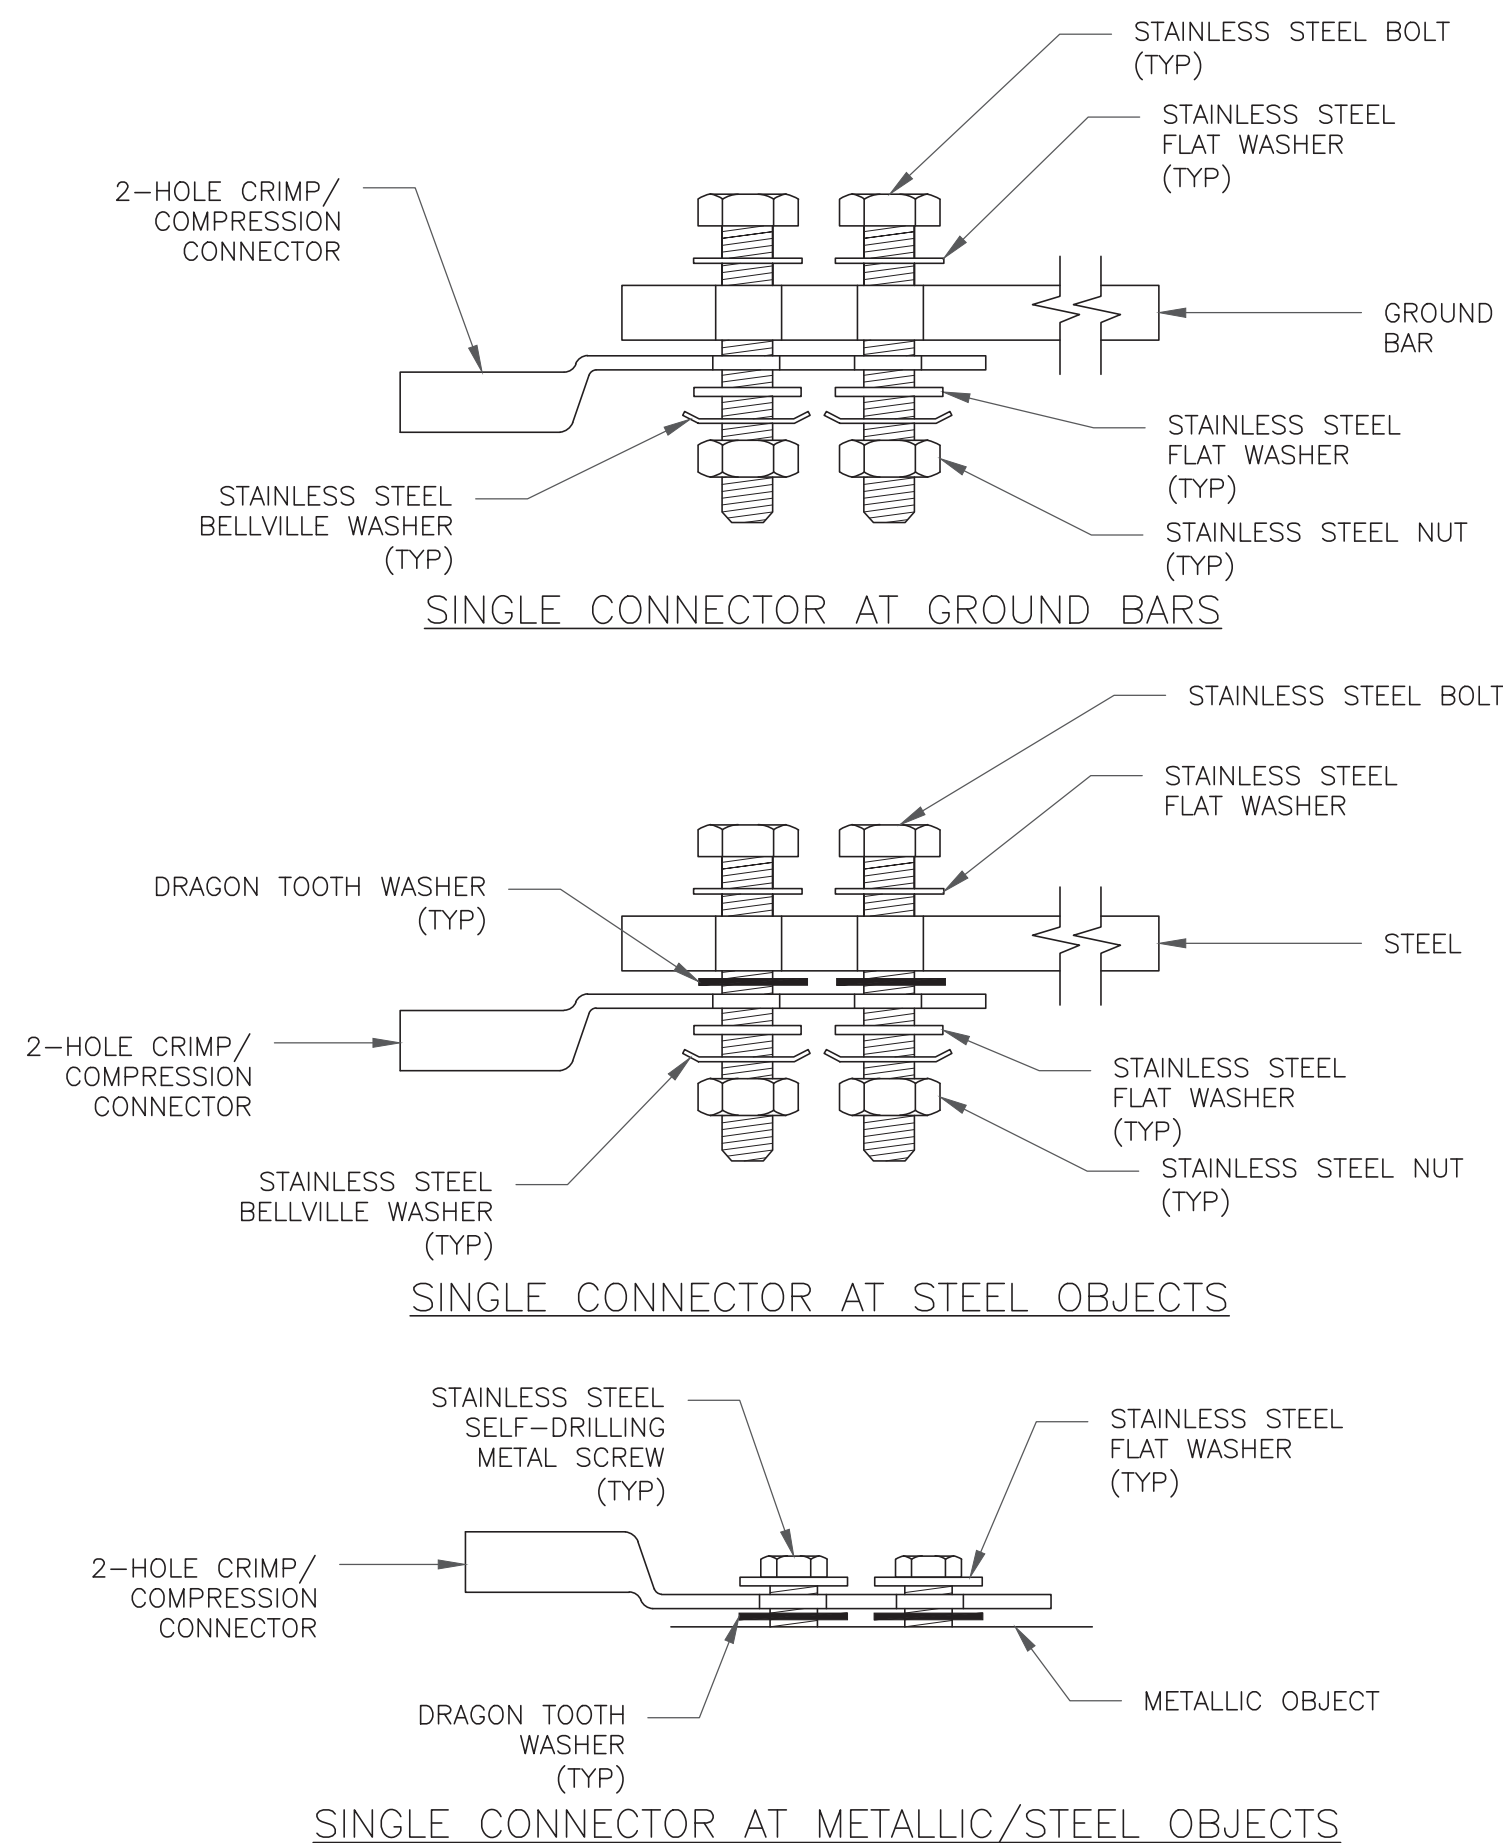 STAINLESS STEEL BOLT
(TYP)
STAINLESS STEEL
FLAT WASHER
(TYP)
2-HOLE CRIMP/
COMPRESSION
CONNECTOR
GROUND
BAR
STAINLESS STEEL
FLAT WASHER
(TYP)
STAINLESS STEEL
BELLVILLE WASHER
(TYP)
STAINLESS STEEL NUT
(TYP)
SINGLE CONNECTOR AT GROUND BARS
STAINLESS STEEL BOLT
STAINLESS STEEL
FLAT WASHER
DRAGON TOOTH WASHER
(TYP)
STEEL
2-HOLE CRIMP/
COMPRESSION
CONNECTOR
STAINLESS STEEL
FLAT WASHER
(TYP)
STAINLESS STEEL NUT
(TYP)
STAINLESS STEEL
BELLVILLE WASHER
(TYP)
SINGLE CONNECTOR AT STEEL OBJECTS
STAINLESS STEEL
SELF-DRILLING
METAL SCREW
(TYP)
STAINLESS STEEL
FLAT WASHER
(TYP)
2-HOLE CRIMP/
COMPRESSION
CONNECTOR
METALLIC OBJECT
DRAGON TOOTH
WASHER
(TYP)
SINGLE CONNECTOR AT METALLIC/STEEL OBJECTS